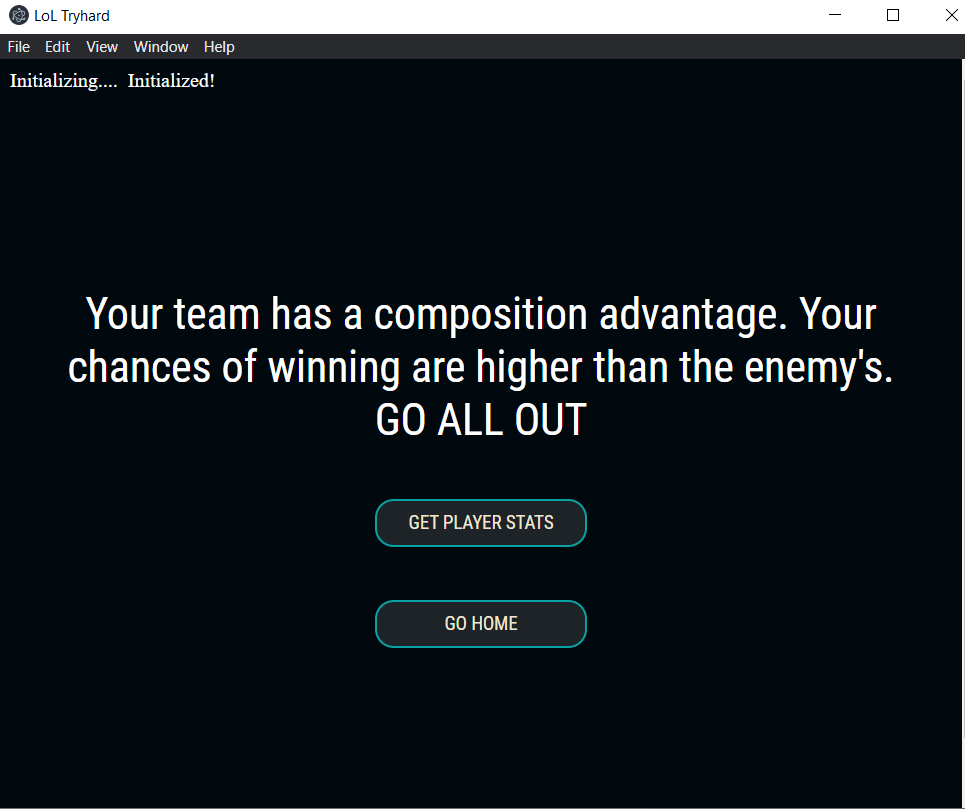 LoL Tryhard
File Edit View Window Help
Initializing.... Initialized!
Your team has a composition advantage. Your
chances of winning are higher than the enemy's.
GO ALL OUT
GET PLAYER STATS
GO HOME